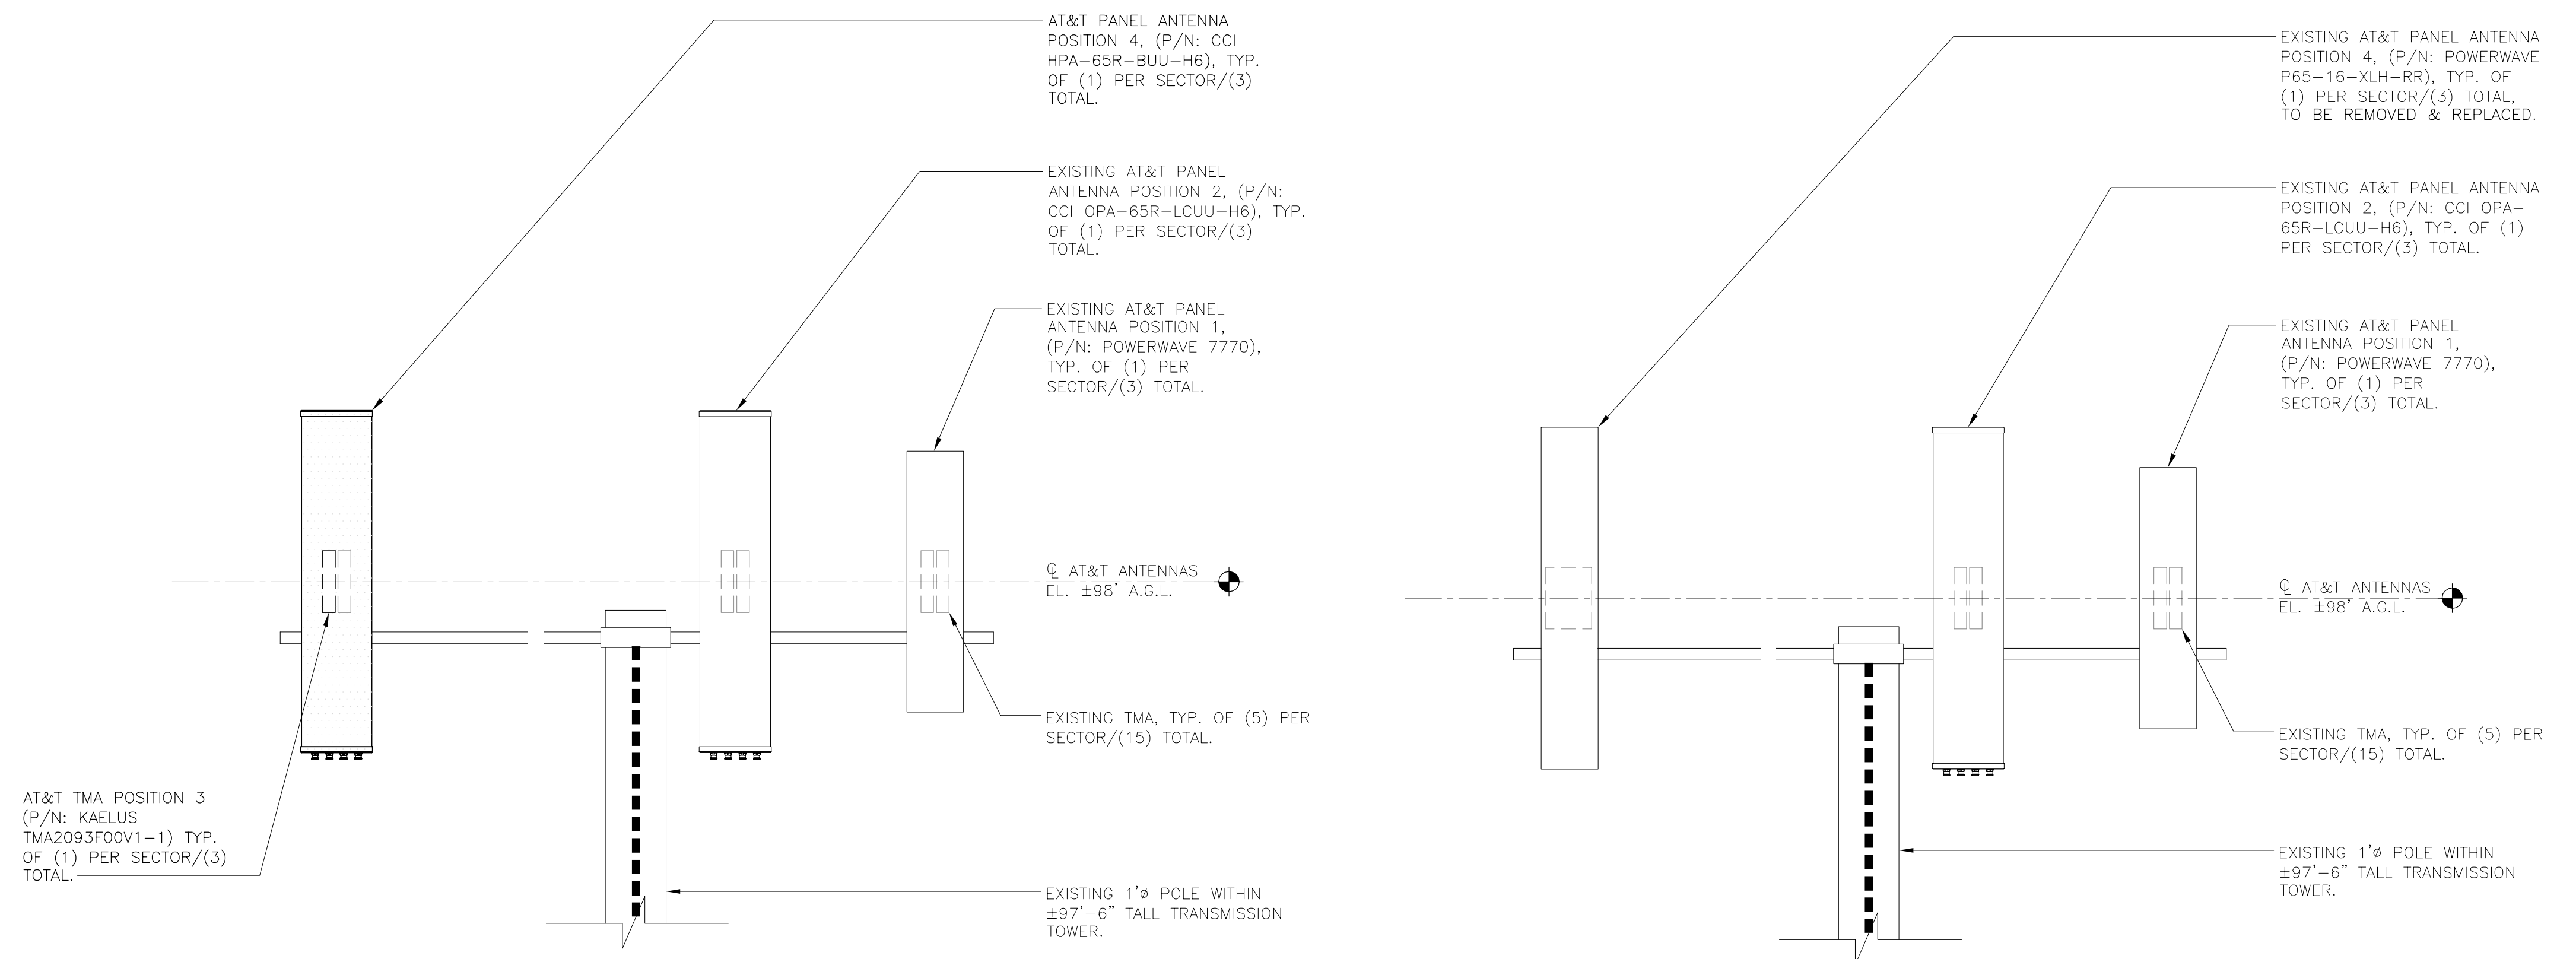 AT&T PANEL ANTENNA
POSITION 4, (P/N: CCI
HPA-65R-BUU-H6), TYP.
OF (1) PER SECTOR/(3)
TOTAL.
EXISTING AT&T PANEL
ANTENNA POSITION 2, (P/N:
CCI OPA-65R-LCUU-H6), TYP.
OF (1) PER SECTOR/(3)
TOTAL.
EXISTING AT&T PANEL
ANTENNA POSITION 1,
(P/N: POWERWAVE 7770),
TYP. OF (1) PER
SECTOR/(3) TOTAL.
℄ AT&T ANTENNAS
EL. ±98' A.G.L.
EXISTING TMA, TYP. OF (5) PER
SECTOR/(15) TOTAL.
AT&T TMA POSITION 3
(P/N: KAELUS
TMA2093F00V1-1) TYP.
OF (1) PER SECTOR/(3)
TOTAL.
EXISTING 1'ø POLE WITHIN
±97'-6" TALL TRANSMISSION
TOWER.
EXISTING AT&T PANEL ANTENNA
POSITION 4, (P/N: POWERWAVE
P65-16-XLH-RR), TYP. OF
(1) PER SECTOR/(3) TOTAL,
TO BE REMOVED & REPLACED.
EXISTING AT&T PANEL ANTENNA
POSITION 2, (P/N: CCI OPA-
65R-LCUU-H6), TYP. OF (1)
PER SECTOR/(3) TOTAL.
EXISTING AT&T PANEL
ANTENNA POSITION 1,
(P/N: POWERWAVE 7770),
TYP. OF (1) PER
SECTOR/(3) TOTAL.
℄ AT&T ANTENNAS
EL. ±98' A.G.L.
EXISTING TMA, TYP. OF (5) PER
SECTOR/(15) TOTAL.
EXISTING 1'ø POLE WITHIN
±97'-6" TALL TRANSMISSION
TOWER.